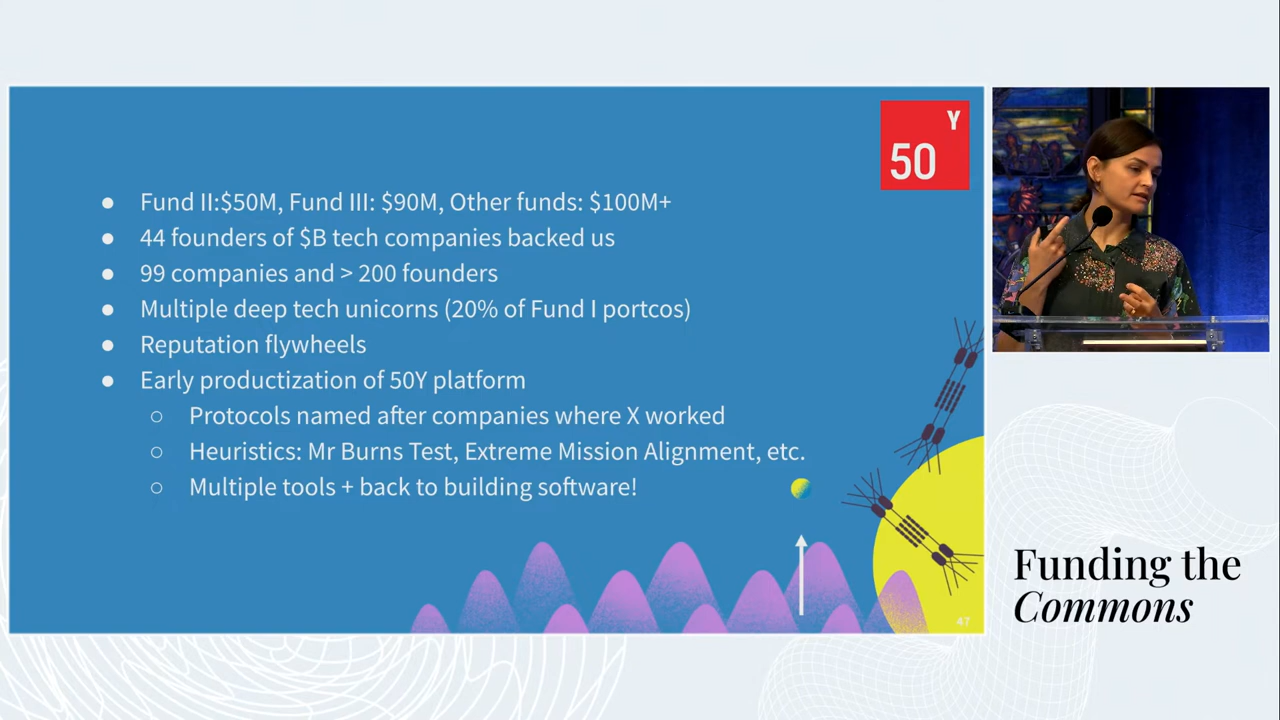 Y
50
Fund II:$50M, Fund III: $90M, Other funds: $100M+
44 founders of $B tech companies backed us
99 companies and > 200 founders
Multiple deep tech unicorns (20% of Fund I portcos)
Reputation flywheels
Early productization of 50Y platform
Protocols named after companies where X worked
Heuristics: Mr Burns Test, Extreme Mission Alignment, etc.
Multiple tools + back to building software!
47
Funding the
Commons